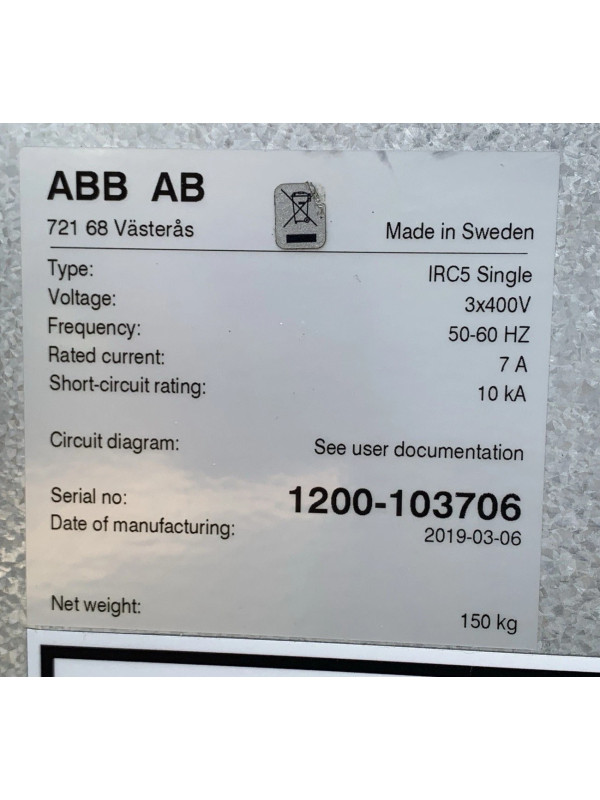 ABB AB
721 68 Västerås
Made in Sweden
Type: IRC5 Single
Voltage: 3x400V
Frequency: 50-60 HZ
Rated current: 7 A
Short-circuit rating: 10 kA
Circuit diagram: See user documentation
Serial no: 1200-103706
Date of manufacturing: 2019-03-06
Net weight: 150 kg